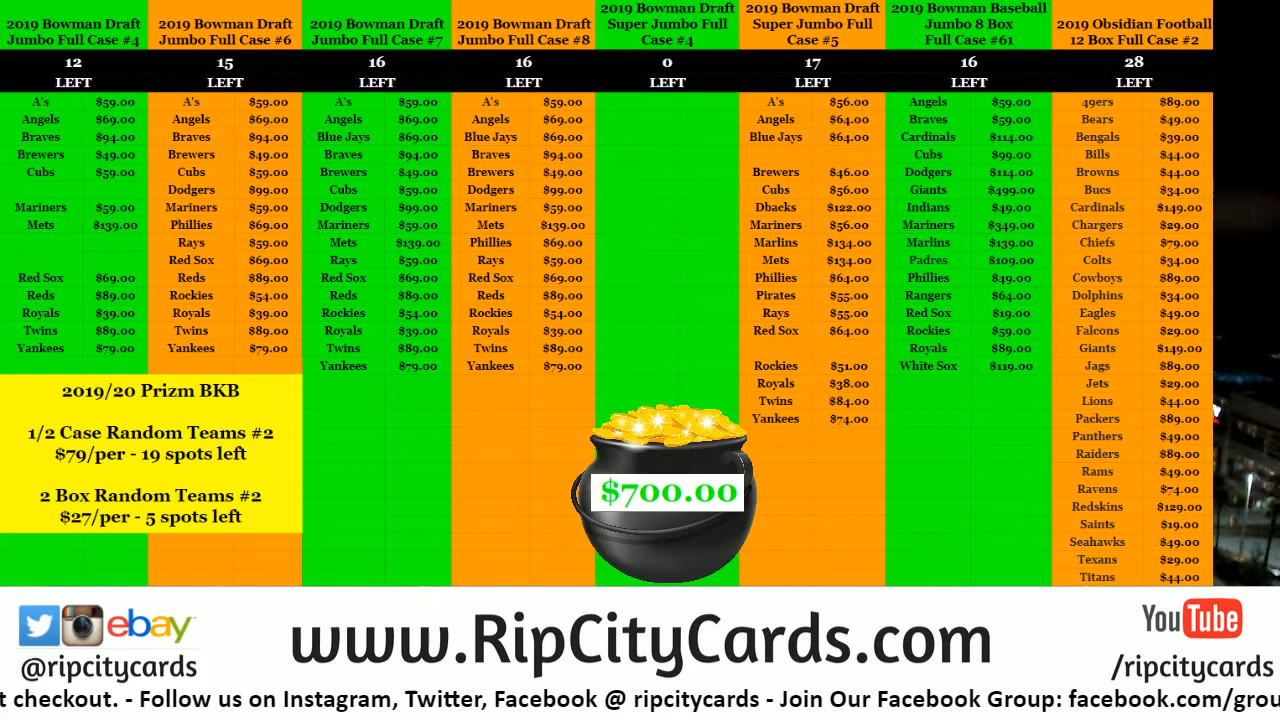 2019 Bowman Draft
Jumbo Full Case #4
12
LEFT
A's $59.00
Angels $69.00
Braves $94.00
Brewers $49.00
Cubs $59.00
Mariners $59.00
Mets $139.00
Red Sox $69.00
Reds $89.00
Royals $39.00
Twins $89.00
Yankees $79.00
2019 Bowman Draft
Jumbo Full Case #6
15
LEFT
A's $59.00
Angels $69.00
Braves $94.00
Brewers $49.00
Cubs $59.00
Dodgers $99.00
Mariners $59.00
Phillies $69.00
Rays $59.00
Red Sox $69.00
Reds $89.00
Rockies $54.00
Royals $39.00
Twins $89.00
Yankees $79.00
2019/20 Prizm BKB
1/2 Case Random Teams #2
$79/per - 19 spots left
2 Box Random Teams #2
$27/per - 5 spots left
2019 Bowman Draft
Jumbo Full Case #7
16
LEFT
A's $59.00
Angels $69.00
Blue Jays $69.00
Braves $94.00
Brewers $49.00
Cubs $59.00
Dodgers $99.00
Mariners $59.00
Mets $139.00
Rays $59.00
Red Sox $69.00
Reds $89.00
Rockies $54.00
Royals $39.00
Twins $89.00
Yankees $79.00
2019 Bowman Draft
Jumbo Full Case #8
16
LEFT
A's $59.00
Angels $69.00
Blue Jays $69.00
Braves $94.00
Brewers $49.00
Dodgers $99.00
Mariners $59.00
Mets $139.00
Phillies $69.00
Rays $59.00
Red Sox $69.00
Reds $89.00
Rockies $54.00
Royals $39.00
Twins $89.00
Yankees $79.00
2019 Bowman Draft
Super Jumbo Full
Case #4
0
LEFT
$700.00
2019 Bowman Draft
Super Jumbo Full
Case #5
17
LEFT
A's $56.00
Angels $64.00
Blue Jays $64.00
Brewers $46.00
Cubs $56.00
Dbacks $122.00
Mariners $56.00
Marlins $134.00
Mets $134.00
Phillies $64.00
Pirates $55.00
Rays $55.00
Red Sox $64.00
Rockies $51.00
Royals $38.00
Twins $84.00
Yankees $74.00
2019 Bowman Baseball
Jumbo 8 Box
Full Case #61
16
LEFT
Angels $59.00
Braves $59.00
Cardinals $114.00
Cubs $99.00
Dodgers $114.00
Giants $499.00
Indians $49.00
Mariners $349.00
Marlins $139.00
Padres $109.00
Phillies $49.00
Rangers $64.00
Red Sox $19.00
Rockies $59.00
Royals $89.00
White Sox $119.00
2019 Obsidian Football
12 Box Full Case #2
28
LEFT
49ers $89.00
Bears $49.00
Bengals $39.00
Bills $44.00
Browns $44.00
Bucs $34.00
Cardinals $149.00
Chargers $29.00
Chiefs $79.00
Colts $34.00
Cowboys $89.00
Dolphins $34.00
Eagles $49.00
Falcons $29.00
Giants $149.00
Jags $89.00
Jets $29.00
Lions $44.00
Packers $89.00
Panthers $49.00
Raiders $89.00
Rams $49.00
Ravens $74.00
Redskins $129.00
Saints $19.00
Seahawks $49.00
Texans $29.00
Titans $44.00
ebay
@ripcitycards
www.RipCityCards.com
YouTube
/ripcitycards
t checkout. - Follow us on Instagram, Twitter, Facebook @ ripcitycards - Join Our Facebook Group: facebook.com/grou